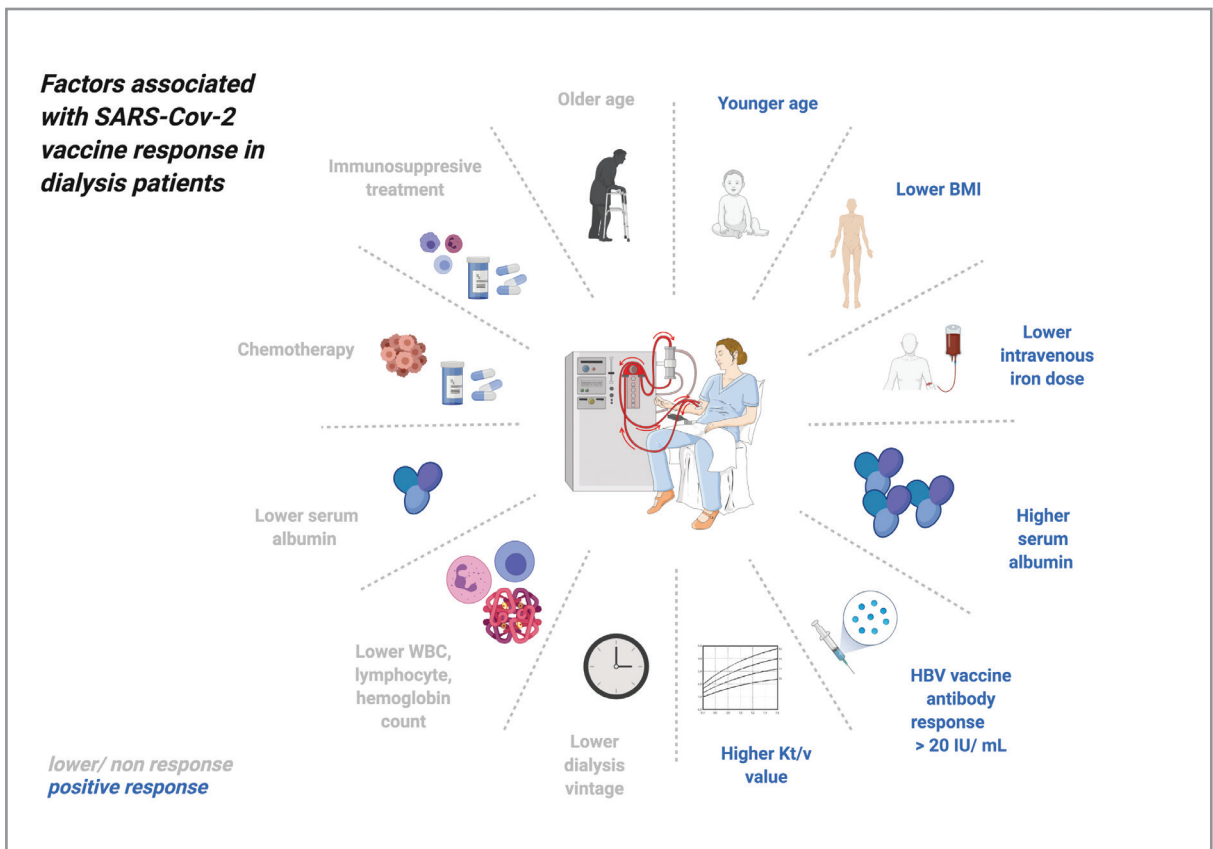 Factors associated
with SARS-Cov-2
vaccine response in
dialysis patients
Older age
Younger age
Immunosuppresive
treatment
Lower BMI
Chemotherapy
Lower
intravenous
iron dose
Lower serum
albumin
Higher
serum
albumin
Lower WBC,
lymphocyte,
hemoglobin
count
HBV vaccine
antibody
response
> 20 IU/ mL
Lower
dialysis
vintage
Higher Kt/v
value
lower/ non response
positive response